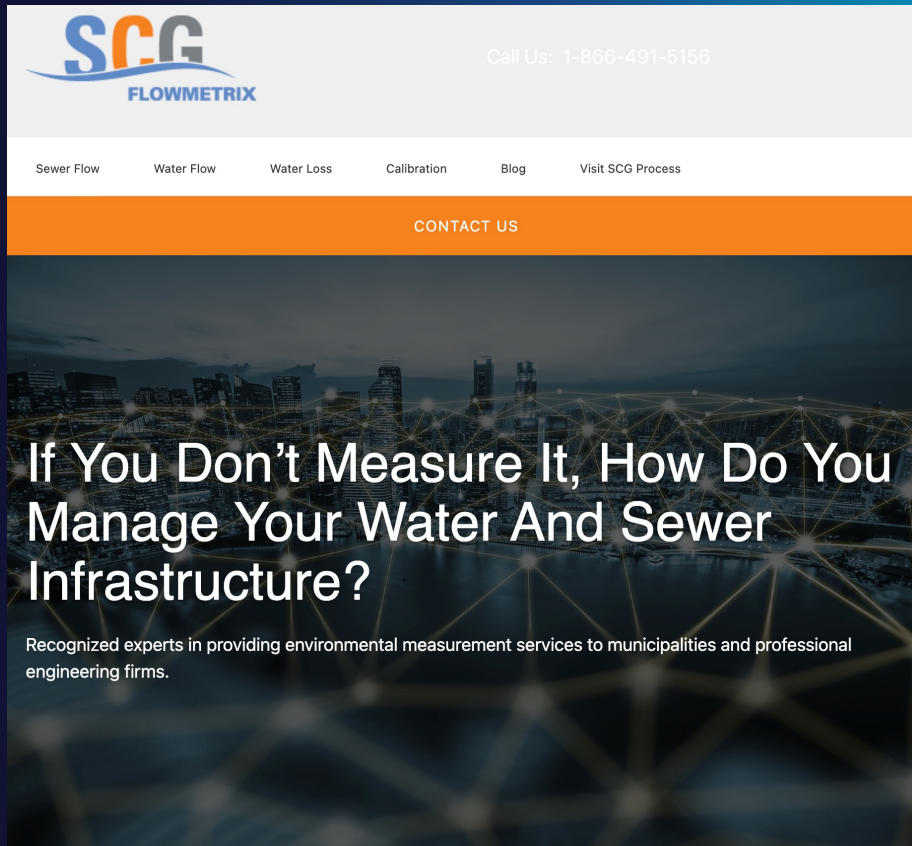 SCG
FLOWMETRIX
Call Us: 1-866-491-5156
Sewer Flow Water Flow Water Loss Calibration Blog Visit SCG Process
CONTACT US
If You Don’t Measure It, How Do You
Manage Your Water And Sewer
Infrastructure?
Recognized experts in providing environmental measurement services to municipalities and professional
engineering firms.